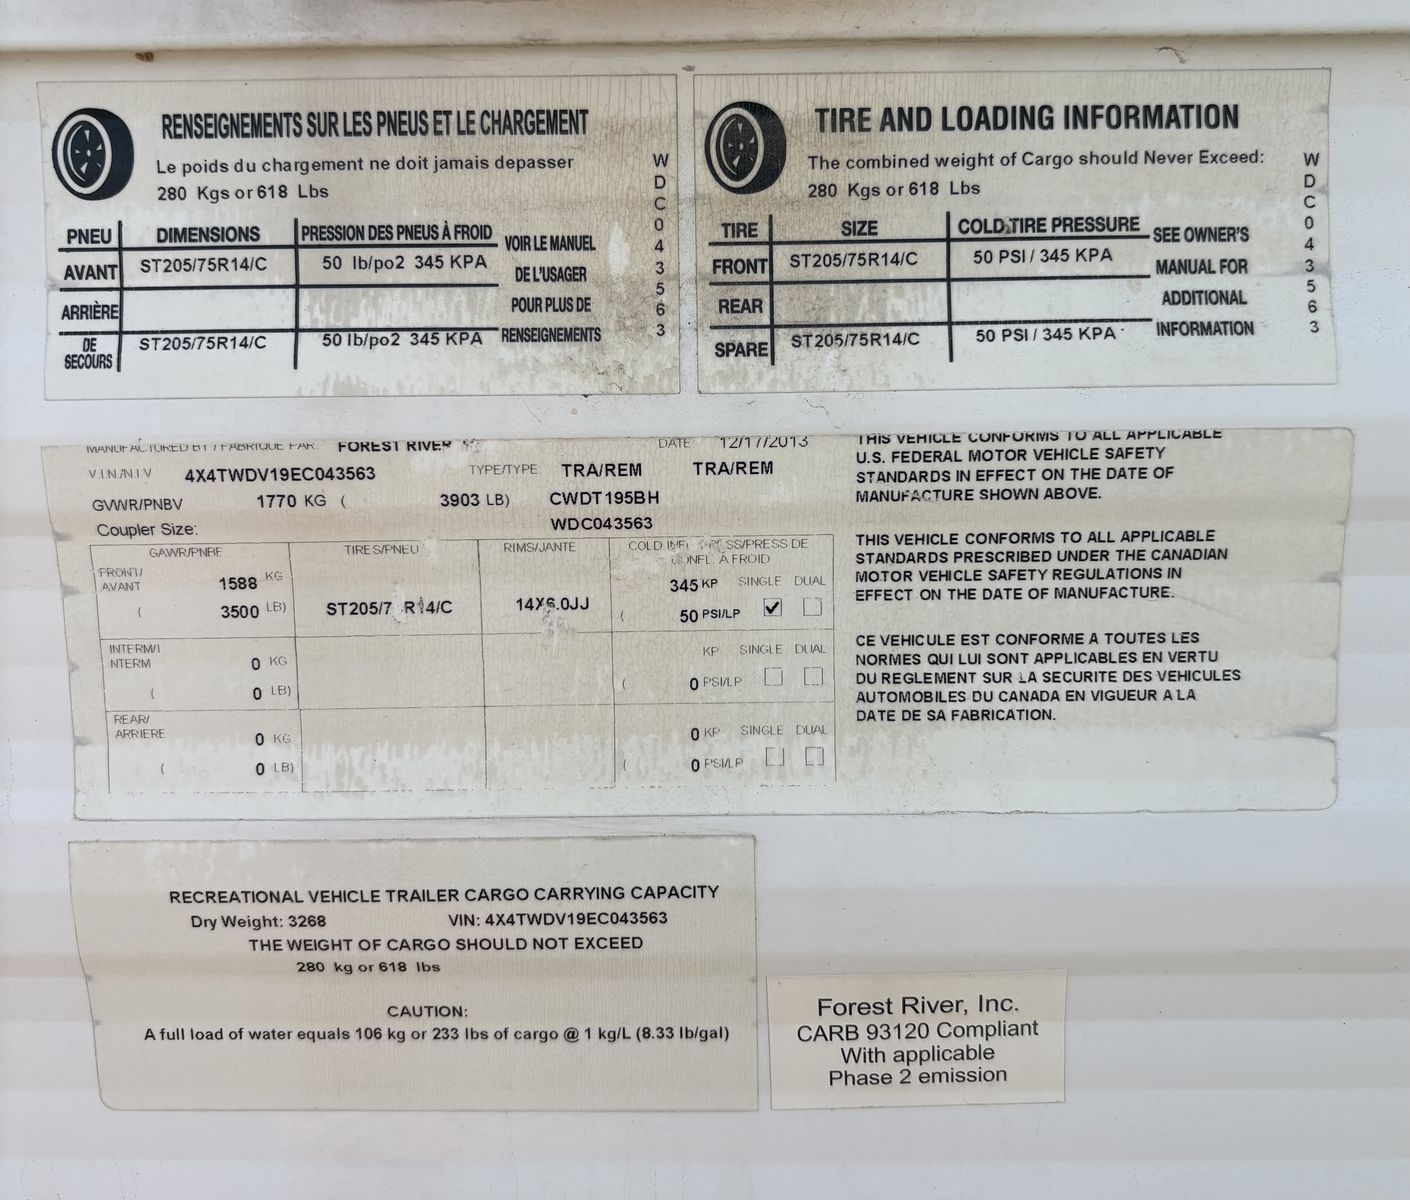 RENSEIGNEMENTS SUR LES PNEUS ET LE CHARGEMENT
Le poids du chargement ne doit jamais depasser
280 Kgs or 618 Lbs
PNEU DIMENSIONS PRESSION DES PNEUS À FROID
AVANT ST205/75R14/C 50 lb/po2 345 KPA
ARRIÈRE
DE SECOURS ST205/75R14/C 50 lb/po2 345 KPA
VOIR LE MANUEL
DE L'USAGER
POUR PLUS DE
RENSEIGNEMENTS
WDC043563
TIRE AND LOADING INFORMATION
The combined weight of Cargo should Never Exceed:
280 Kgs or 618 Lbs
TIRE SIZE COLD TIRE PRESSURE
FRONT ST205/75R14/C 50 PSI / 345 KPA
REAR
SPARE ST205/75R14/C 50 PSI / 345 KPA
SEE OWNER'S
MANUAL FOR
ADDITIONAL
INFORMATION
WDC043563
MANUFACTURED BY / FABRIQUE PAR: FOREST RIVER DATE 12/17/2013
V.I.N./N.I.V 4X4TWDV19EC043563 TYPE/TYPE: TRA/REM TRA/REM
GVWR/PNBV 1770 KG ( 3903 LB) CWDT195BH
Coupler Size: WDC043563
GAWR/PNBE TIRES/PNEU RIMS/JANTE COLD INFL PRESS/PRESS DE
GONFL. À FROID
FRONT/
AVANT 1588 KG 345 KP SINGLE DUAL
( 3500 LB) ST205/7 R14/C 14X6.0JJ ( 50 PSI/LP
INTERM/I KP SINGLE DUAL
NTERM 0 KG
( 0 LB) ( 0 PSI/LP
REAR/
ARRIERE 0 KG 0 KP SINGLE DUAL
( 0 LB) ( 0 PSI/LP
THIS VEHICLE CONFORMS TO ALL APPLICABLE
U.S. FEDERAL MOTOR VEHICLE SAFETY
STANDARDS IN EFFECT ON THE DATE OF
MANUFACTURE SHOWN ABOVE.
THIS VEHICLE CONFORMS TO ALL APPLICABLE
STANDARDS PRESCRIBED UNDER THE CANADIAN
MOTOR VEHICLE SAFETY REGULATIONS IN
EFFECT ON THE DATE OF MANUFACTURE.
CE VEHICULE EST CONFORME A TOUTES LES
NORMES QUI LUI SONT APPLICABLES EN VERTU
DU REGLEMENT SUR LA SECURITE DES VEHICULES
AUTOMOBILES DU CANADA EN VIGUEUR A LA
DATE DE SA FABRICATION.
RECREATIONAL VEHICLE TRAILER CARGO CARRYING CAPACITY
Dry Weight: 3268 VIN: 4X4TWDV19EC043563
THE WEIGHT OF CARGO SHOULD NOT EXCEED
280 kg or 618 lbs
CAUTION:
A full load of water equals 106 kg or 233 lbs of cargo @ 1 kg/L (8.33 lb/gal)
Forest River, Inc.
CARB 93120 Compliant
With applicable
Phase 2 emission